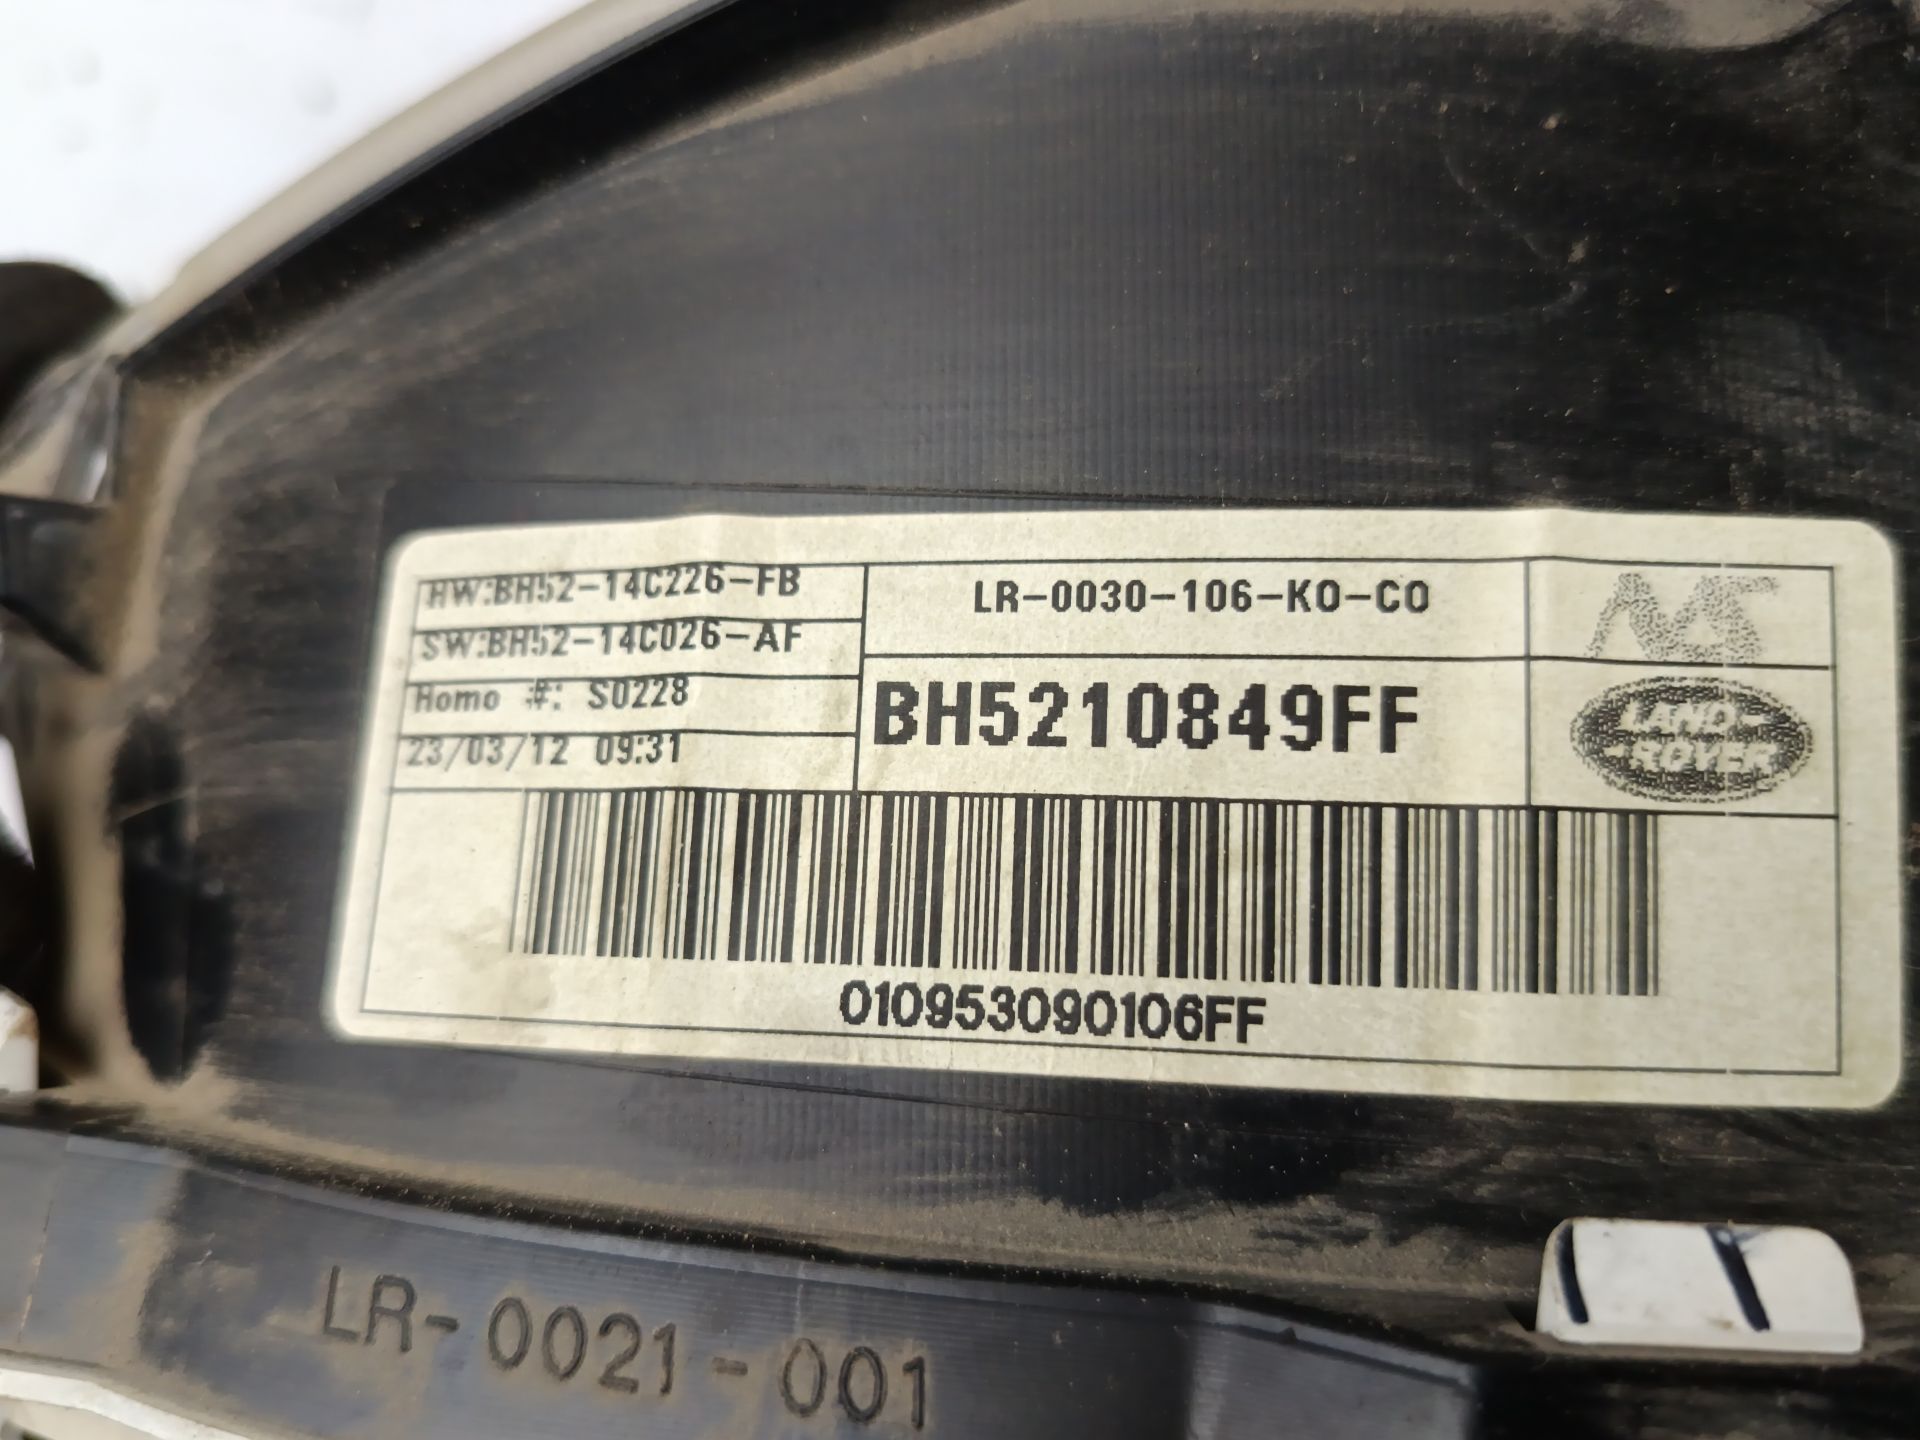 HW:BH52-14C226-FB
LR-0030-106-KO-CO
SW:BH52-14C026-AF
Homo #: S0228
BH5210849FF
LAND-
-ROVER
23/03/12 09:31
010953090106FF
LR-0021-001